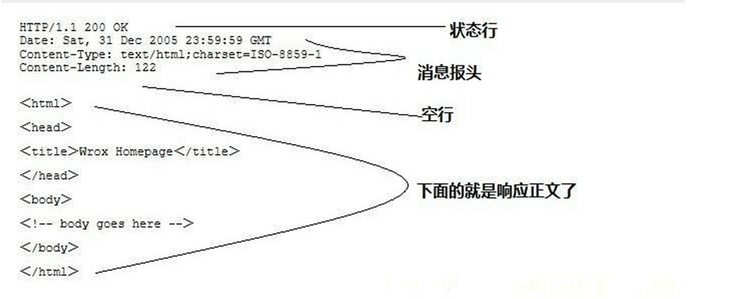 HTTP/1.1 200 OK
状态行
Date: Sat, 31 Dec 2005 23:59:59 GMT
Content-Type: text/html;charset=ISO-8859-1
Content-Length: 122
消息报头
空行
<html>
<head>
<title>Wrox Homepage</title>
</head>
<body>
下面的就是响应正文了
<!-- body goes here -->
</body>
</html>